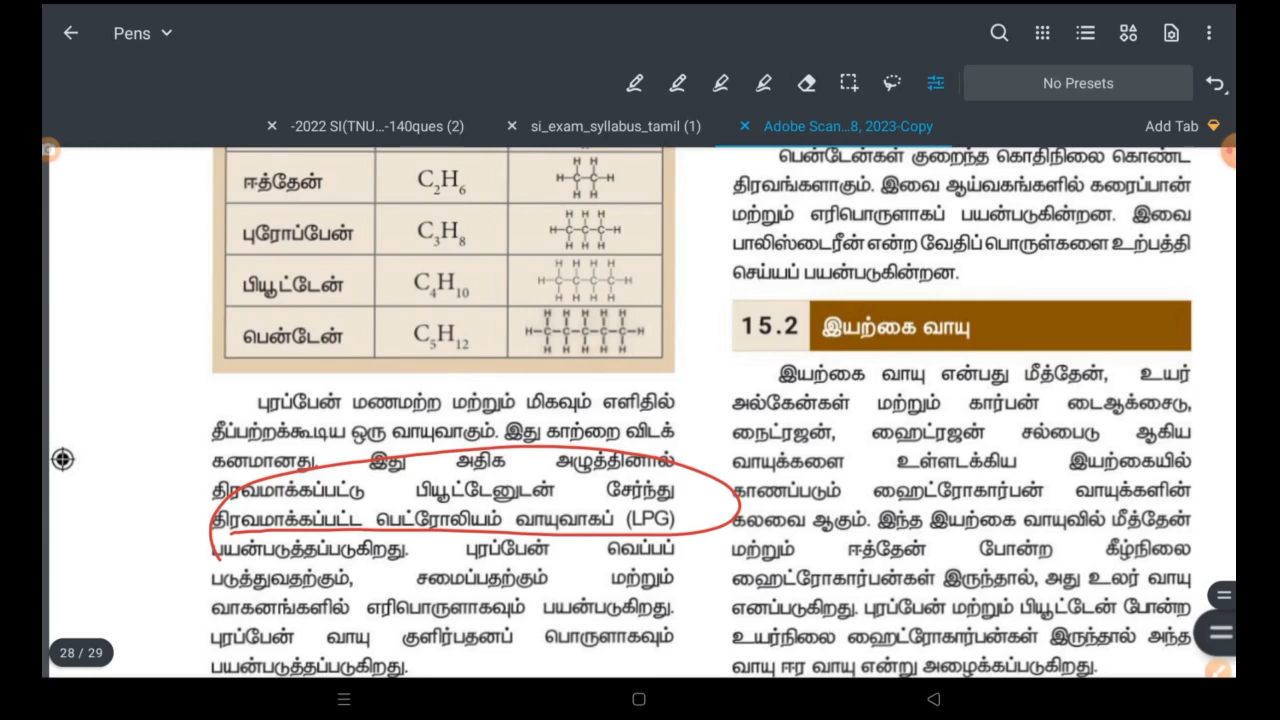 Pens
No Presets
-2022 SI(TNU...-140ques (2)
si_exam_syllabus_tamil (1)
Adobe Scan...8, 2023-Copy
Add Tab
ஈத்தேன் C₂H₆
புரோப்பேன் C₃H₈
பியூட்டேன் C₄H₁₀
பென்டேன் C₅H₁₂
புரப்பேன் மணமற்ற மற்றும் மிகவும் எளிதில்
தீப்பற்றக்கூடிய ஒரு வாயுவாகும். இது காற்றை விடக்
கனமானது. இது அதிக அழுத்தினால்
திரவமாக்கப்பட்டு பியூட்டேனுடன் சேர்ந்து
திரவமாக்கப்பட்ட பெட்ரோலியம் வாயுவாகப் (LPG)
பயன்படுத்தப்படுகிறது. புரப்பேன் வெப்பப்
படுத்துவதற்கும், சமைப்பதற்கும் மற்றும்
வாகனங்களில் எரிபொருளாகவும் பயன்படுகிறது.
புரப்பேன் வாயு குளிர்பதனப் பொருளாகவும்
பயன்படுத்தப்படுகிறது.
பென்டேன்கள் குறைந்த கொதிநிலை கொண்ட
திரவங்களாகும். இவை ஆய்வகங்களில் கரைப்பான்
மற்றும் எரிபொருளாகப் பயன்படுகின்றன. இவை
பாலிஸ்டைரீன் என்ற வேதிப் பொருள்களை உற்பத்தி
செய்யப் பயன்படுகின்றன.
15.2 இயற்கை வாயு
இயற்கை வாயு என்பது மீத்தேன், உயர்
அல்கேன்கள் மற்றும் கார்பன் டைஆக்சைடு,
நைட்ரஜன், ஹைட்ரஜன் சல்பைடு ஆகிய
வாயுக்களை உள்ளடக்கிய இயற்கையில்
காணப்படும் ஹைட்ரோகார்பன் வாயுக்களின்
கலவை ஆகும். இந்த இயற்கை வாயுவில் மீத்தேன்
மற்றும் ஈத்தேன் போன்ற கீழ்நிலை
ஹைட்ரோகார்பன்கள் இருந்தால், அது உலர் வாயு
எனப்படுகிறது. புரப்பேன் மற்றும் பியூட்டேன் போன்ற
உயர்நிலை ஹைட்ரோகார்பன்கள் இருந்தால் அந்த
வாயு ஈர வாயு என்று அழைக்கப்படுகிறது.
28 / 29